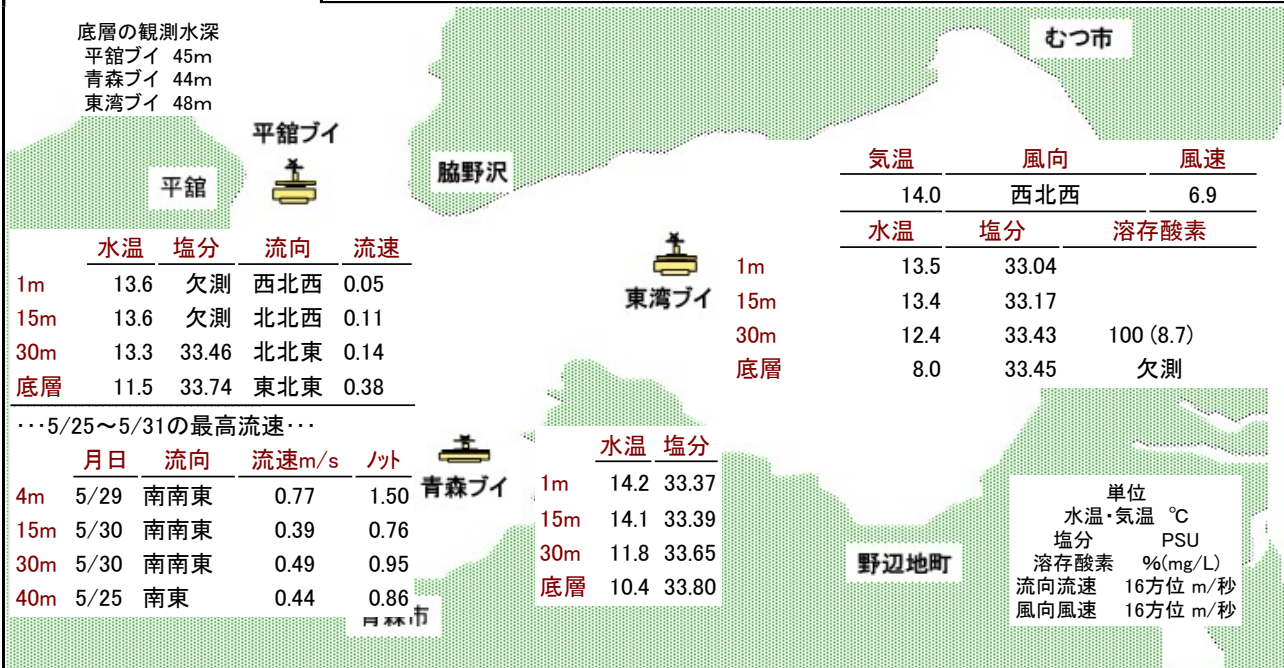 底層の観測水深
平舘ブイ 45m
青森ブイ 44m
東湾ブイ 48m
むつ市
平舘ブイ
平舘
脇野沢
気温 風向 風速
14.0 西北西 6.9
水温 塩分 溶存酸素
1m 13.5 33.04
15m 13.4 33.17
30m 12.4 33.43 100 (8.7)
底層 8.0 33.45 欠測
東湾ブイ
水温 塩分 流向 流速
1m 13.6 欠測 西北西 0.05
15m 13.6 欠測 北北西 0.11
30m 13.3 33.46 北北東 0.14
底層 11.5 33.74 東北東 0.38
…5/25～5/31の最高流速…
月日 流向 流速m/s ノット
4m 5/29 南南東 0.77 1.50
15m 5/30 南南東 0.39 0.76
30m 5/30 南南東 0.49 0.95
40m 5/25 南東 0.44 0.86
青森ブイ
水温 塩分
1m 14.2 33.37
15m 14.1 33.39
30m 11.8 33.65
底層 10.4 33.80
青森市
野辺地町
単位
水温・気温 ℃
塩分 PSU
溶存酸素 %(mg/L)
流向流速 16方位 m/秒
風向風速 16方位 m/秒